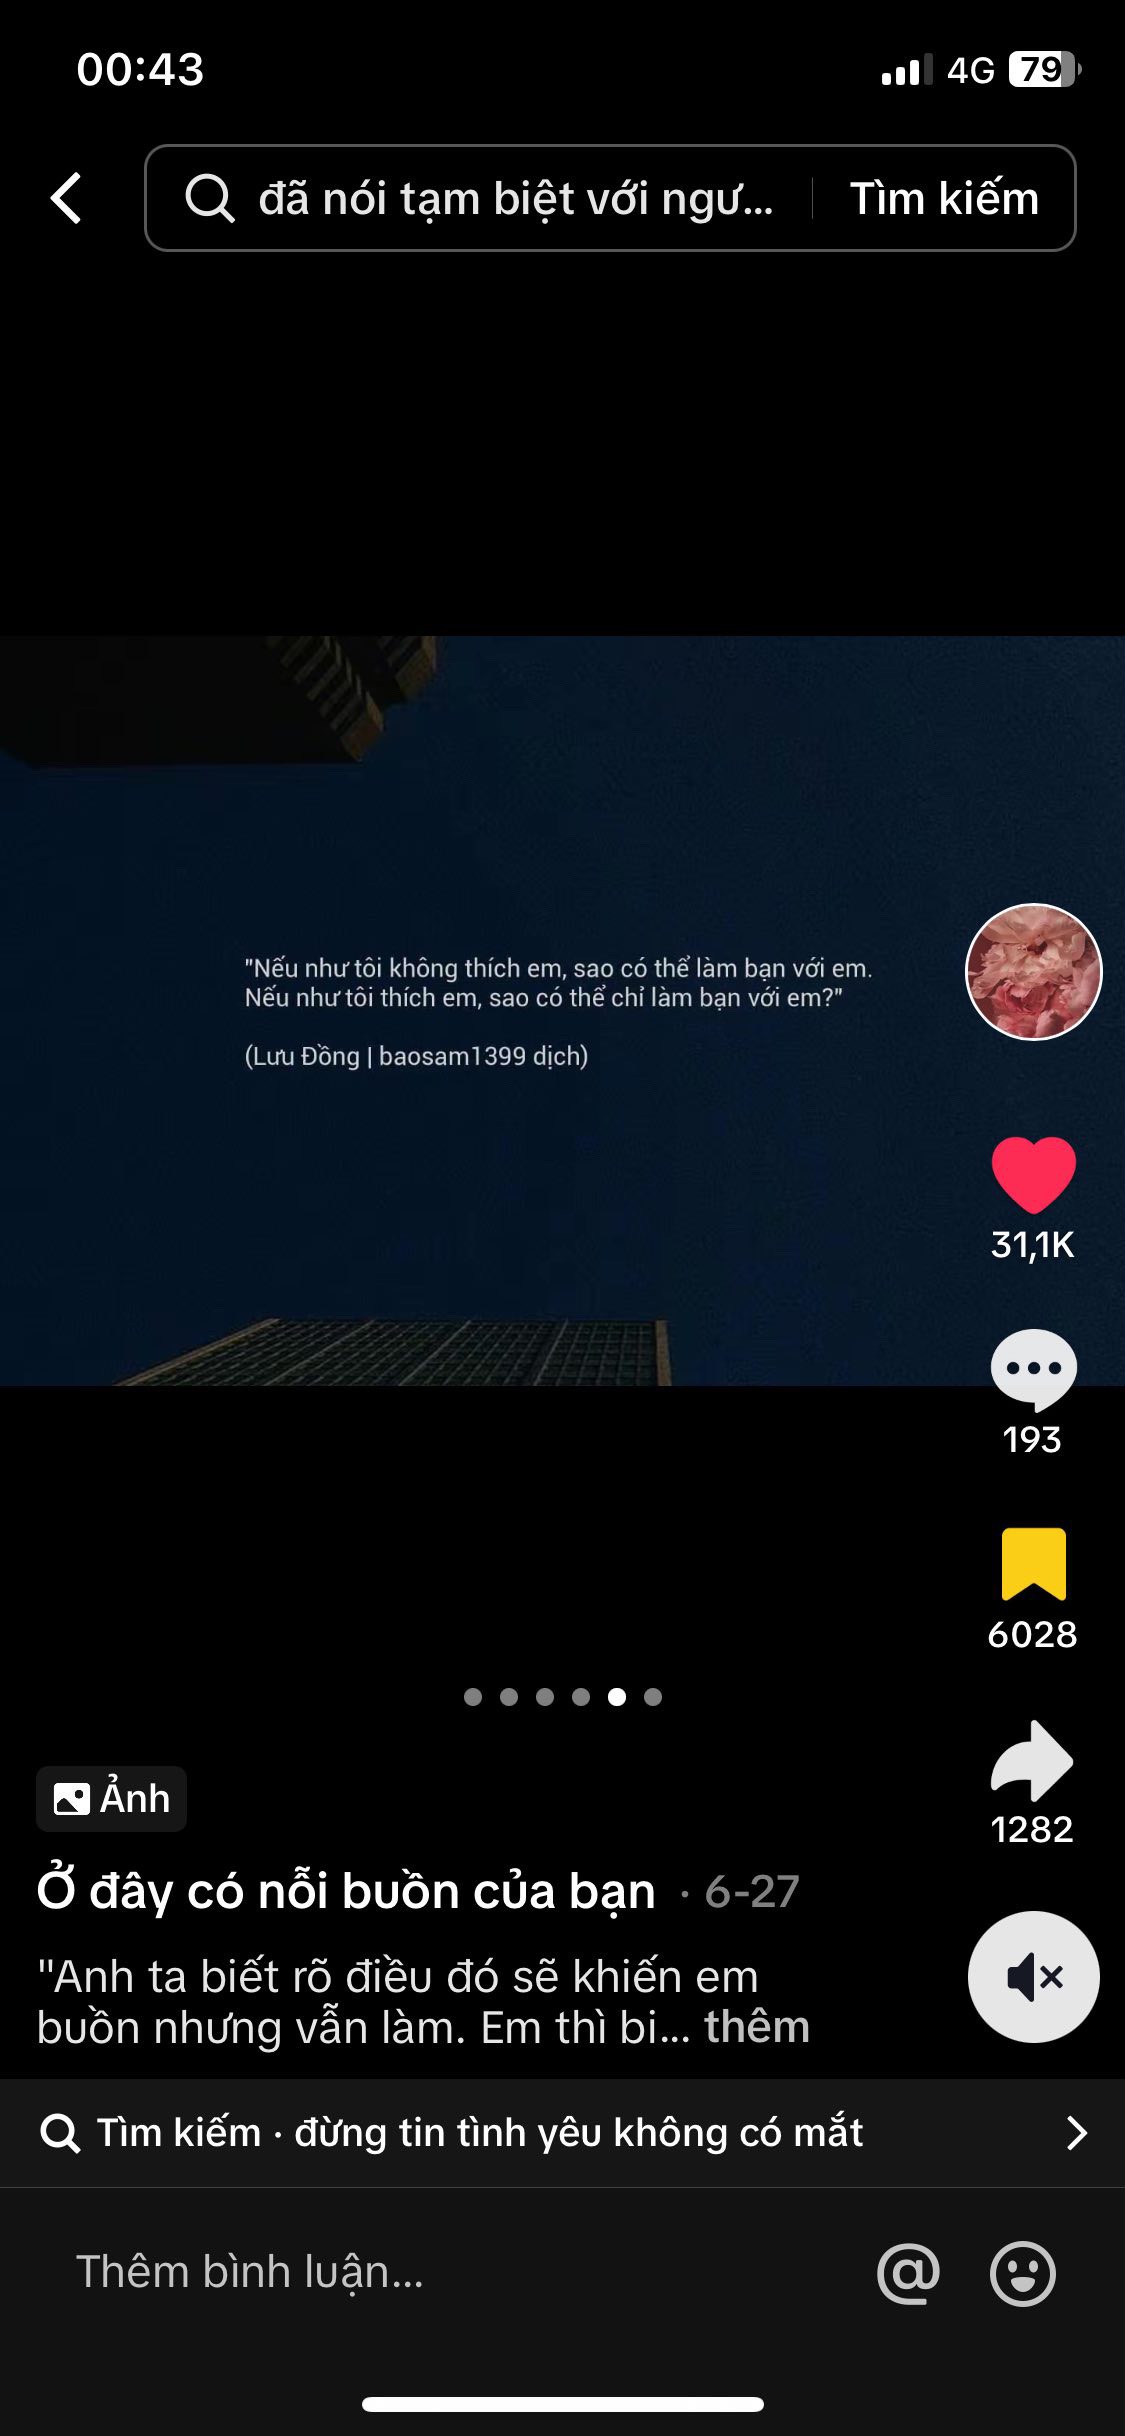 00:43
4G 79
đã nói tạm biệt với ngư...
Tìm kiếm
"Nếu như tôi không thích em, sao có thể làm bạn với em.
Nếu như tôi thích em, sao có thể chỉ làm bạn với em?"
(Lưu Đồng | baosam1399 dịch)
31,1K
193
6028
1282
Ảnh
Ở đây có nỗi buồn của bạn · 6-27
"Anh ta biết rõ điều đó sẽ khiến em
buồn nhưng vẫn làm. Em thì bi... thêm
Tìm kiếm · đừng tin tình yêu không có mắt
Thêm bình luận...
@